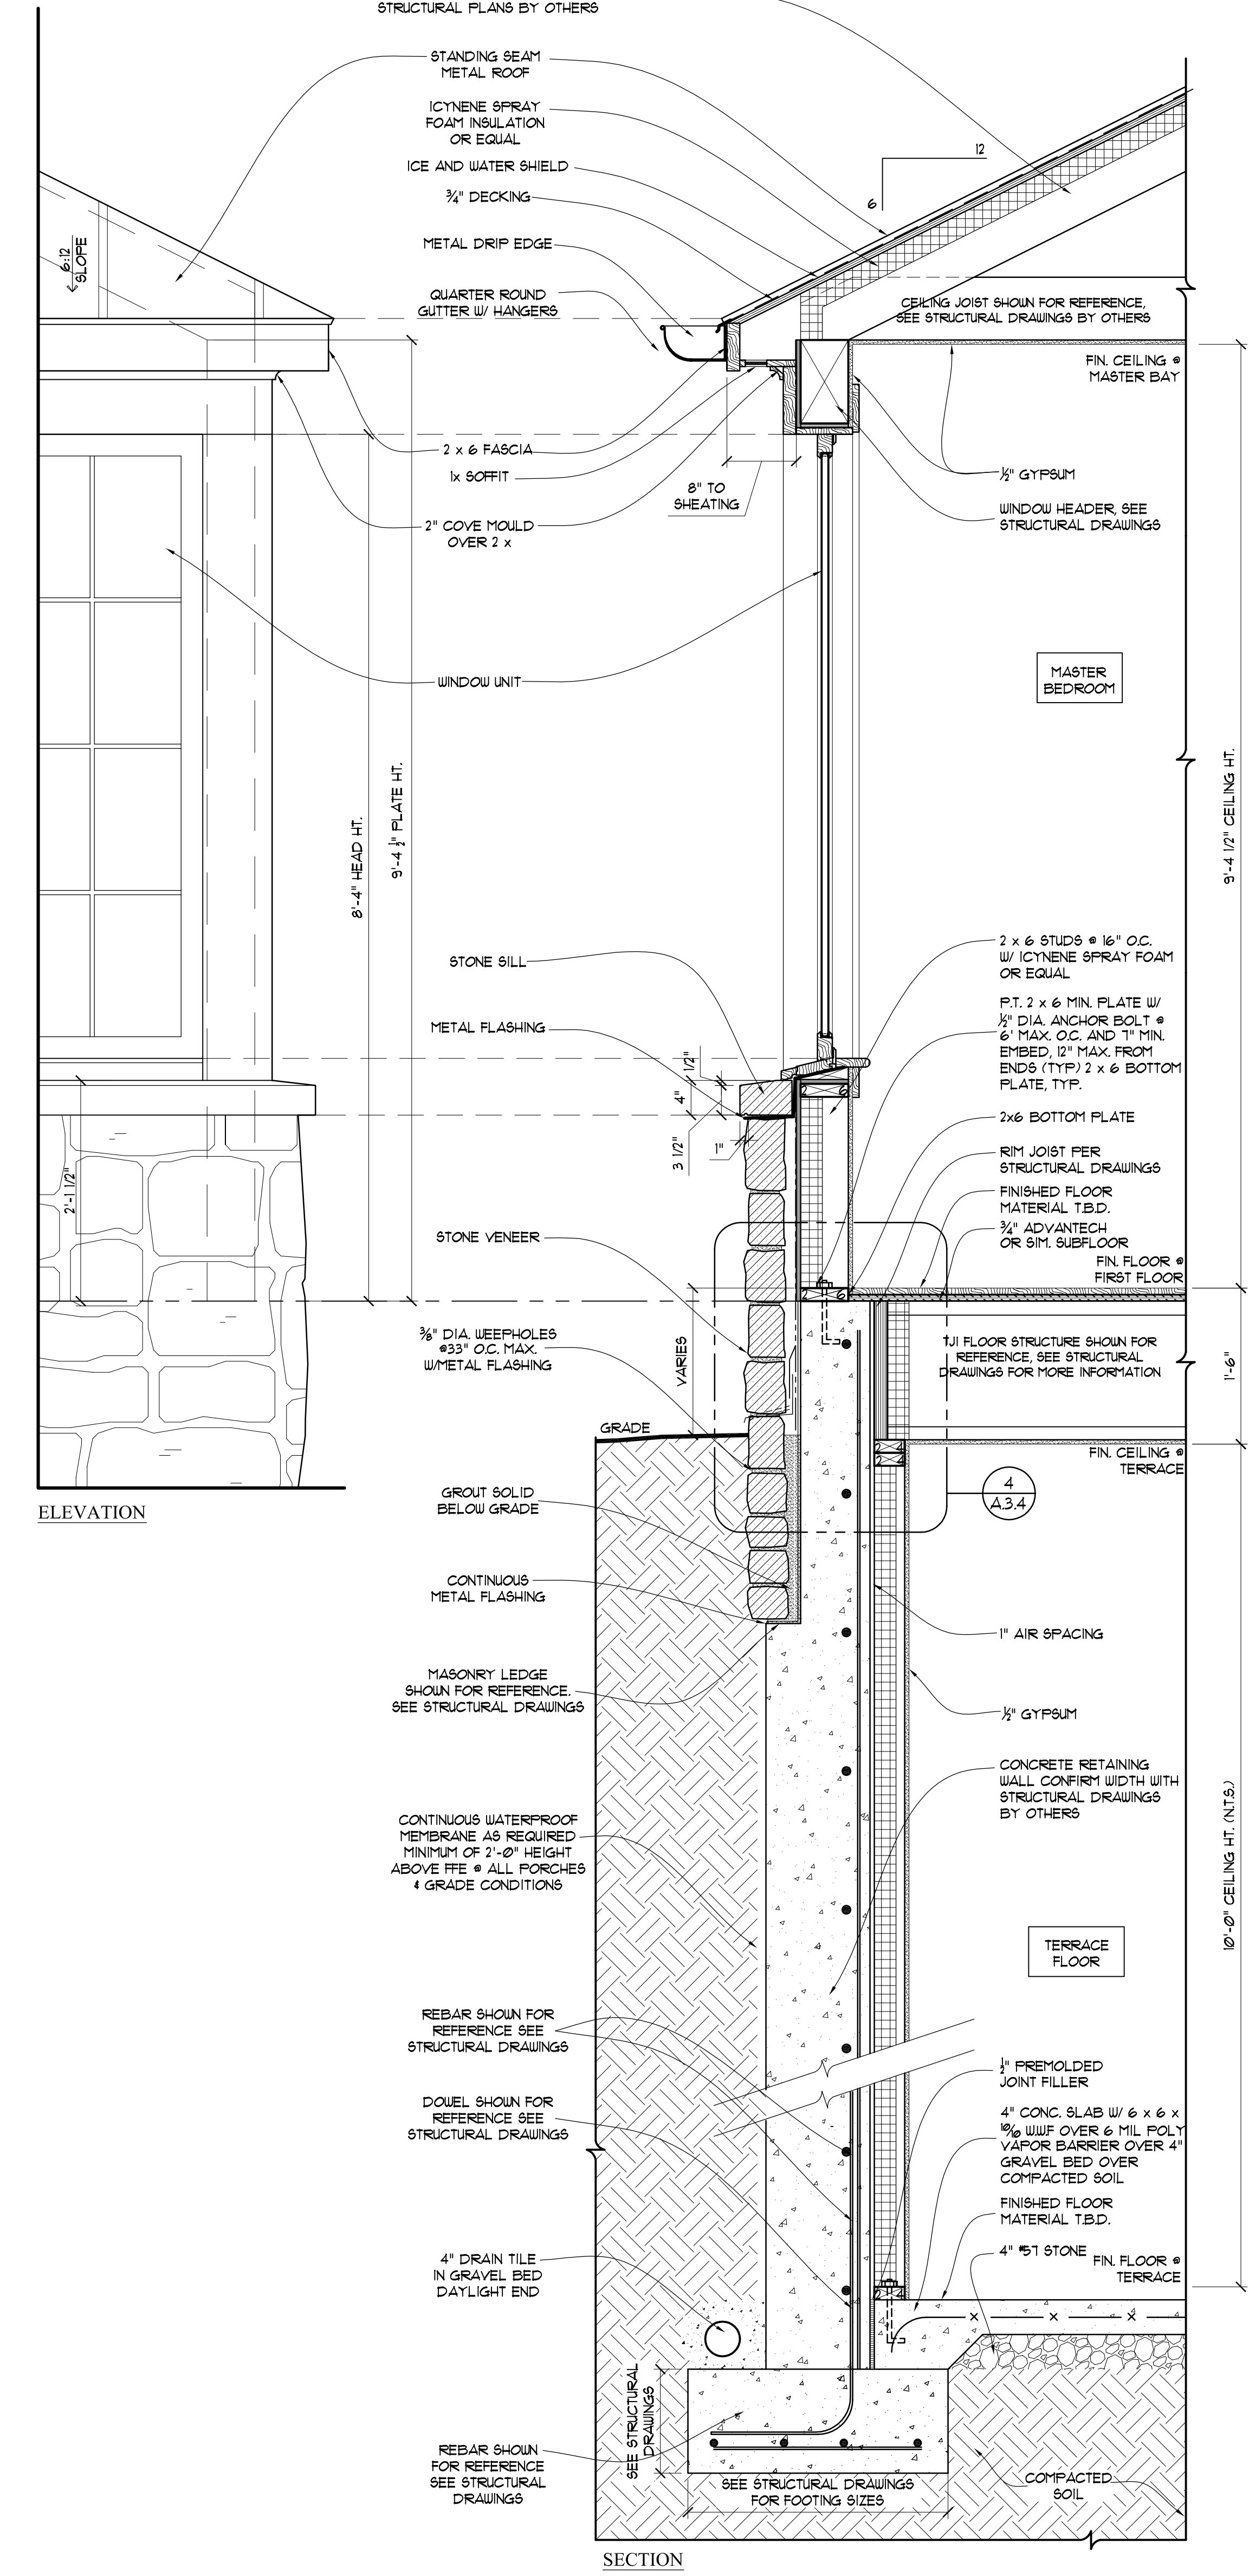 STRUCTURAL PLANS BY OTHERS
STANDING SEAM
METAL ROOF
ICYNENE SPRAY
FOAM INSULATION
OR EQUAL
ICE AND WATER SHIELD
¾" DECKING
METAL DRIP EDGE
QUARTER ROUND
GUTTER W/ HANGERS
12
6
6:12
SLOPE
CEILING JOIST SHOWN FOR REFERENCE,
SEE STRUCTURAL DRAWINGS BY OTHERS
FIN. CEILING @
MASTER BAY
2 x 6 FASCIA
1x SOFFIT
2" COVE MOULD
OVER 2 x
8" TO
SHEATING
½" GYPSUM
WINDOW HEADER, SEE
STRUCTURAL DRAWINGS
WINDOW UNIT
MASTER
BEDROOM
8'-4" HEAD HT.
9'-4 ½" PLATE HT.
9'-4 1/2" CEILING HT.
STONE SILL
METAL FLASHING
1/2"
4"
3 1/2"
1"
2 x 6 STUDS @ 16" O.C.
W/ ICYNENE SPRAY FOAM
OR EQUAL
P.T. 2 x 6 MIN. PLATE W/
½" DIA. ANCHOR BOLT @
6' MAX. O.C. AND 7" MIN.
EMBED, 12" MAX. FROM
ENDS (TYP) 2 x 6 BOTTOM
PLATE, TYP.
2 6
2x6 BOTTOM PLATE
RIM JOIST PER
STRUCTURAL DRAWINGS
FINISHED FLOOR
MATERIAL T.B.D.
¾" ADVANTECH
OR SIM. SUBFLOOR
FIN. FLOOR @
FIRST FLOOR
2'-1 1/2"
STONE VENEER
2 6
⅜" DIA. WEEPHOLES
@33" O.C. MAX.
W/METAL FLASHING
VARIES
TJI FLOOR STRUCTURE SHOWN FOR
REFERENCE, SEE STRUCTURAL
DRAWINGS FOR MORE INFORMATION
1'-6"
GRADE
2 4
2 4
FIN. CEILING @
TERRACE
4
A.3.4
ELEVATION
GROUT SOLID
BELOW GRADE
CONTINUOUS
METAL FLASHING
1" AIR SPACING
MASONRY LEDGE
SHOWN FOR REFERENCE.
SEE STRUCTURAL DRAWINGS
½" GYPSUM
CONCRETE RETAINING
WALL CONFIRM WIDTH WITH
STRUCTURAL DRAWINGS
BY OTHERS
CONTINUOUS WATERPROOF
MEMBRANE AS REQUIRED
MINIMUM OF 2'-0" HEIGHT
ABOVE FFE @ ALL PORCHES
& GRADE CONDITIONS
10'-0" CEILING HT. (N.T.S.)
TERRACE
FLOOR
REBAR SHOWN FOR
REFERENCE SEE
STRUCTURAL DRAWINGS
DOWEL SHOWN FOR
REFERENCE SEE
STRUCTURAL DRAWINGS
½" PREMOLDED
JOINT FILLER
4" CONC. SLAB W/ 6 x 6 x
10/10 W.W.F OVER 6 MIL POLY
VAPOR BARRIER OVER 4"
GRAVEL BED OVER
COMPACTED SOIL
FINISHED FLOOR
MATERIAL T.B.D.
4" #57 STONE
FIN. FLOOR @
TERRACE
4" DRAIN TILE
IN GRAVEL BED
DAYLIGHT END
2 4
SEE STRUCTURAL
DRAWINGS
REBAR SHOWN
FOR REFERENCE
SEE STRUCTURAL
DRAWINGS
SEE STRUCTURAL DRAWINGS
FOR FOOTING SIZES
COMPACTED
SOIL
SECTION